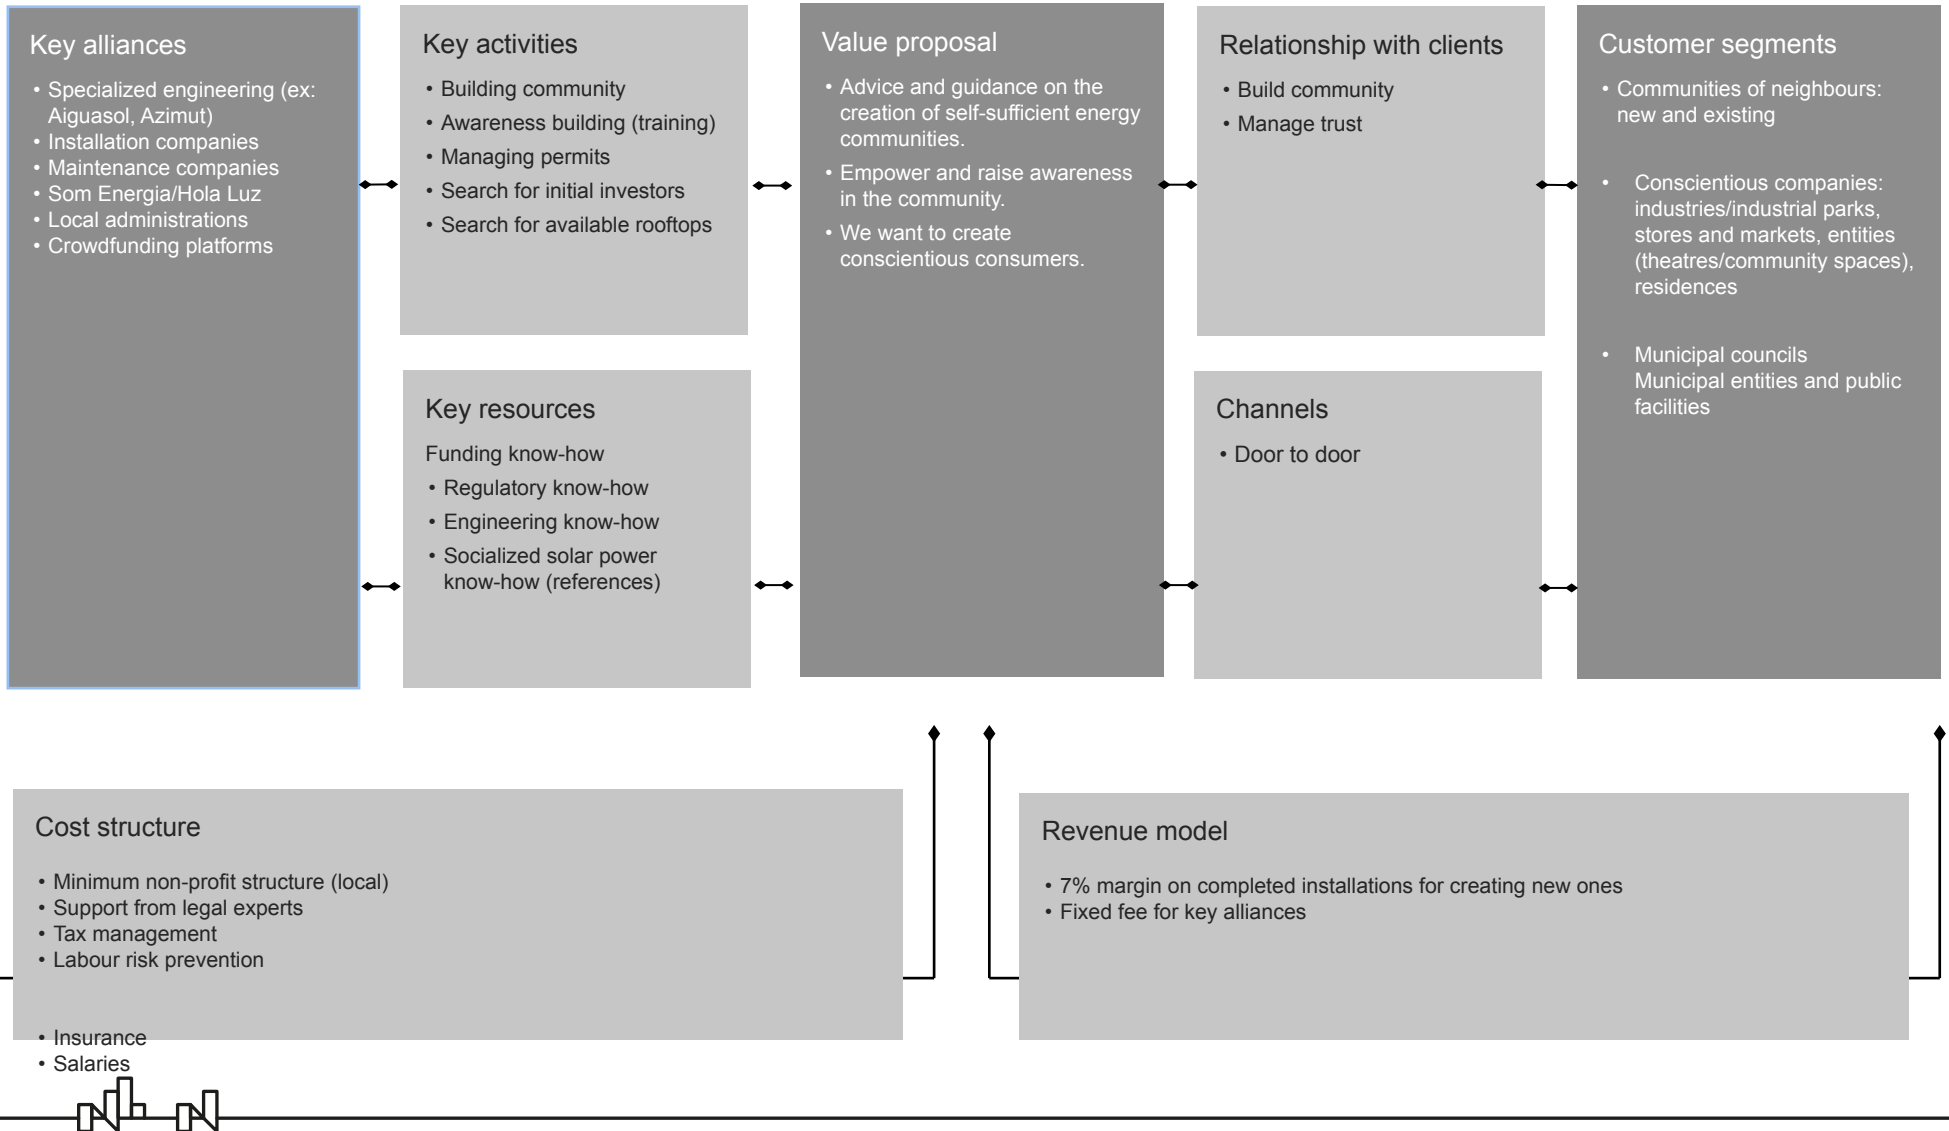 Key alliances
• Specialized engineering (ex:
Aiguasol, Azimut)
• Installation companies
• Maintenance companies
• Som Energia/Hola Luz
• Local administrations
• Crowdfunding platforms
Key activities
• Building community
• Awareness building (training)
• Managing permits
• Search for initial investors
• Search for available rooftops
Key resources
Funding know-how
• Regulatory know-how
• Engineering know-how
• Socialized solar power
know-how (references)
Value proposal
• Advice and guidance on the
creation of self-sufficient energy
communities.
• Empower and raise awareness
in the community.
• We want to create
conscientious consumers.
Relationship with clients
• Build community
• Manage trust
Channels
• Door to door
Customer segments
• Communities of neighbours:
new and existing
• Conscientious companies:
industries/industrial parks,
stores and markets, entities
(theatres/community spaces),
residences
• Municipal councils
Municipal entities and public
facilities
Cost structure
• Minimum non-profit structure (local)
• Support from legal experts
• Tax management
• Labour risk prevention
• Insurance
• Salaries
Revenue model
• 7% margin on completed installations for creating new ones
• Fixed fee for key alliances